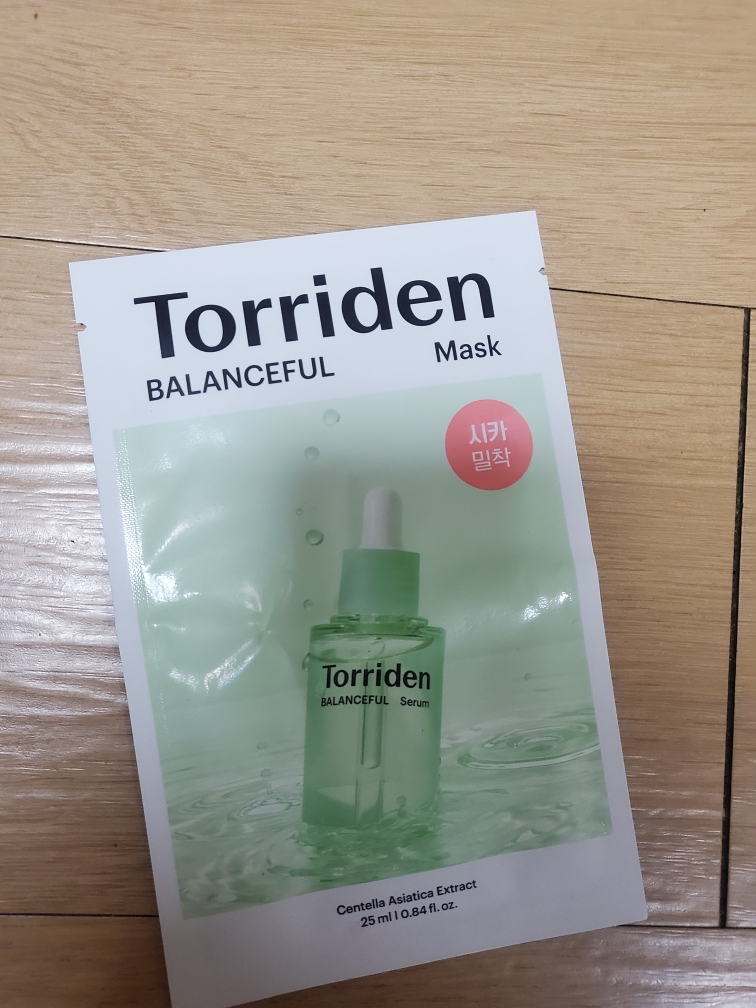 Torriden
BALANCEFUL Mask
시카
밀착
Torriden
BALANCEFUL Serum
Centella Asiatica Extract
25 ml l 0.84 fl. oz.